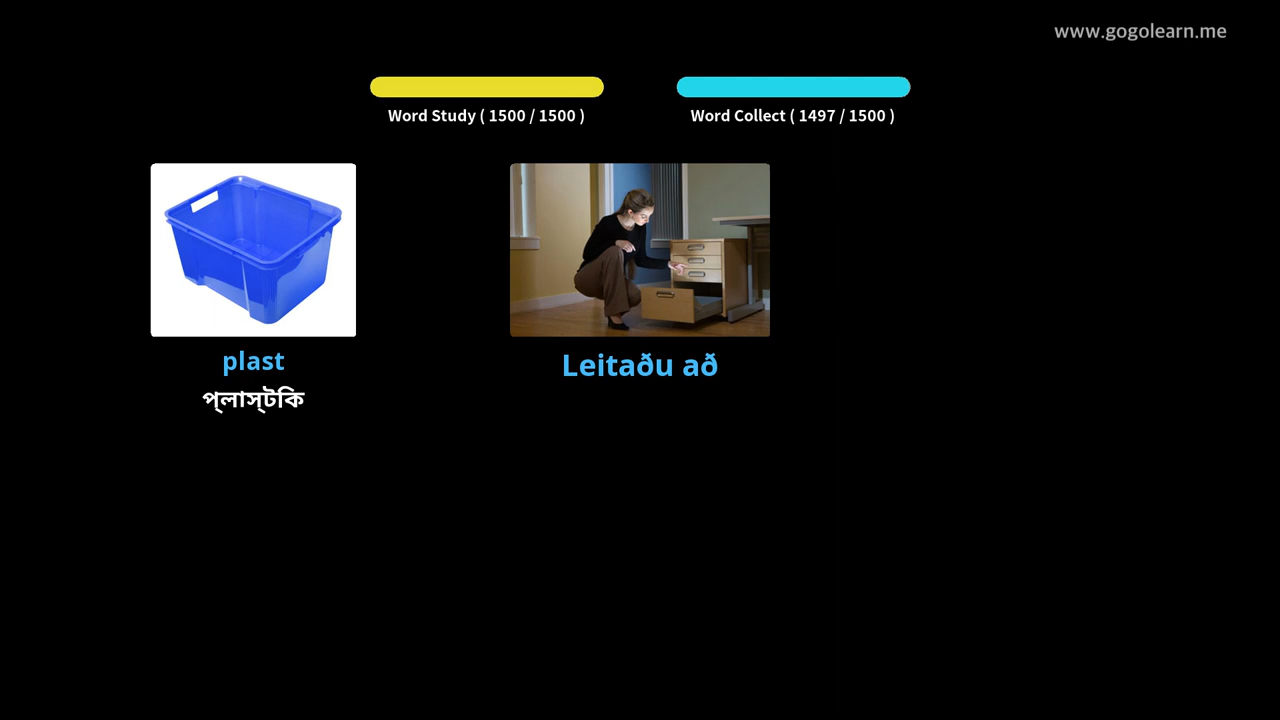 www.gogolearn.me
Word Study ( 1500 / 1500 )
Word Collect ( 1497 / 1500 )
plast
প্লাস্টিক
Leitaðu að